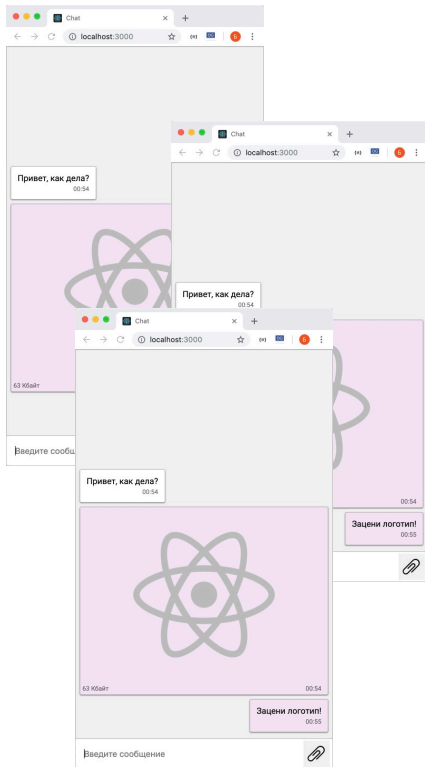 Chat
localhost:3000
Привет, как дела?
00:54
63 Кбайт
Введите сообщ
Chat
localhost:3000
Привет, как дела?
00:54
00:54
Зацени логотип!
00:55
Chat
localhost:3000
Привет, как дела?
00:54
63 Кбайт
00:54
Зацени логотип!
00:55
Введите сообщение